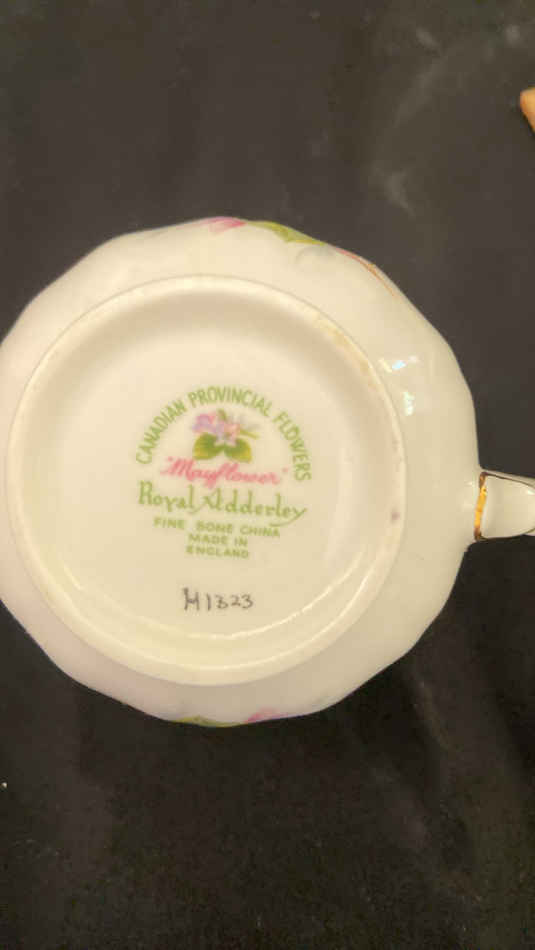 CANADIAN PROVINCIAL FLOWERS
"Mayflower"
Royal Adderley
FINE BONE CHINA
MADE IN
ENGLAND
H1323